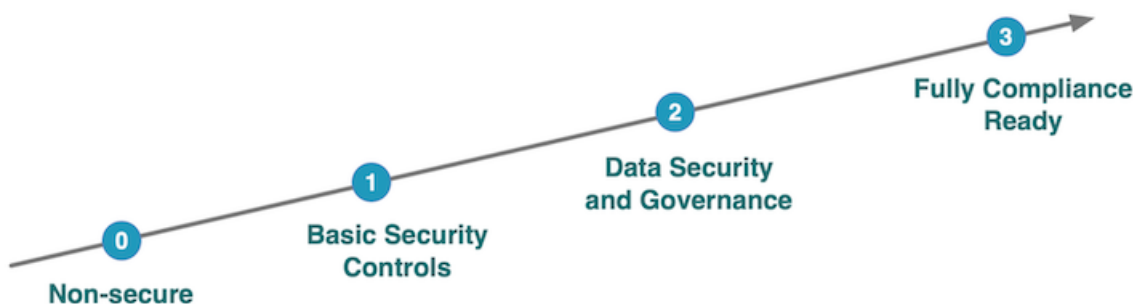 0
Non-secure
1
Basic Security
Controls
2
Data Security
and Governance
3
Fully Compliance
Ready